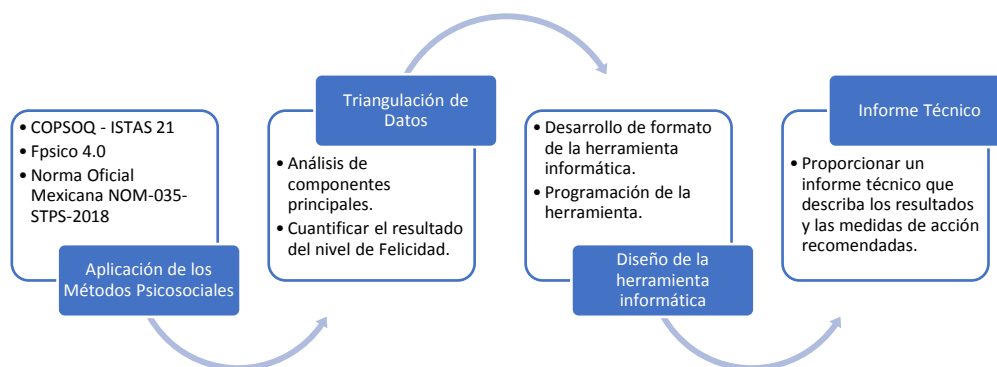 • COPSOQ - ISTAS 21
• Fpsico 4.0
• Norma Oficial
Mexicana NOM-035-
STPS-2018
Aplicación de los
Métodos Psicosociales
Triangulación de
Datos
• Análisis de
componentes
principales.
• Cuantificar el resultado
del nivel de Felicidad.
• Desarrollo de formato
de la herramienta
informática.
• Programación de la
herramienta.
Diseño de la
herramienta
informática
Informe Técnico
• Proporcionar un
informe técnico que
describa los resultados
y las medidas de acción
recomendadas.